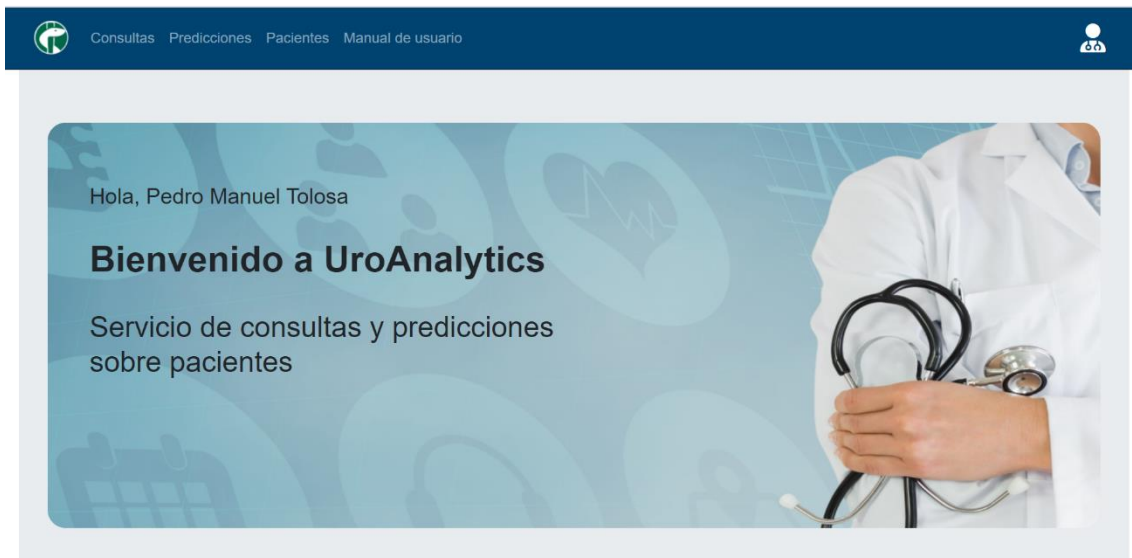 Consultas Predicciones Pacientes Manual de usuario
Hola, Pedro Manuel Tolosa
Bienvenido a UroAnalytics
Servicio de consultas y predicciones
sobre pacientes